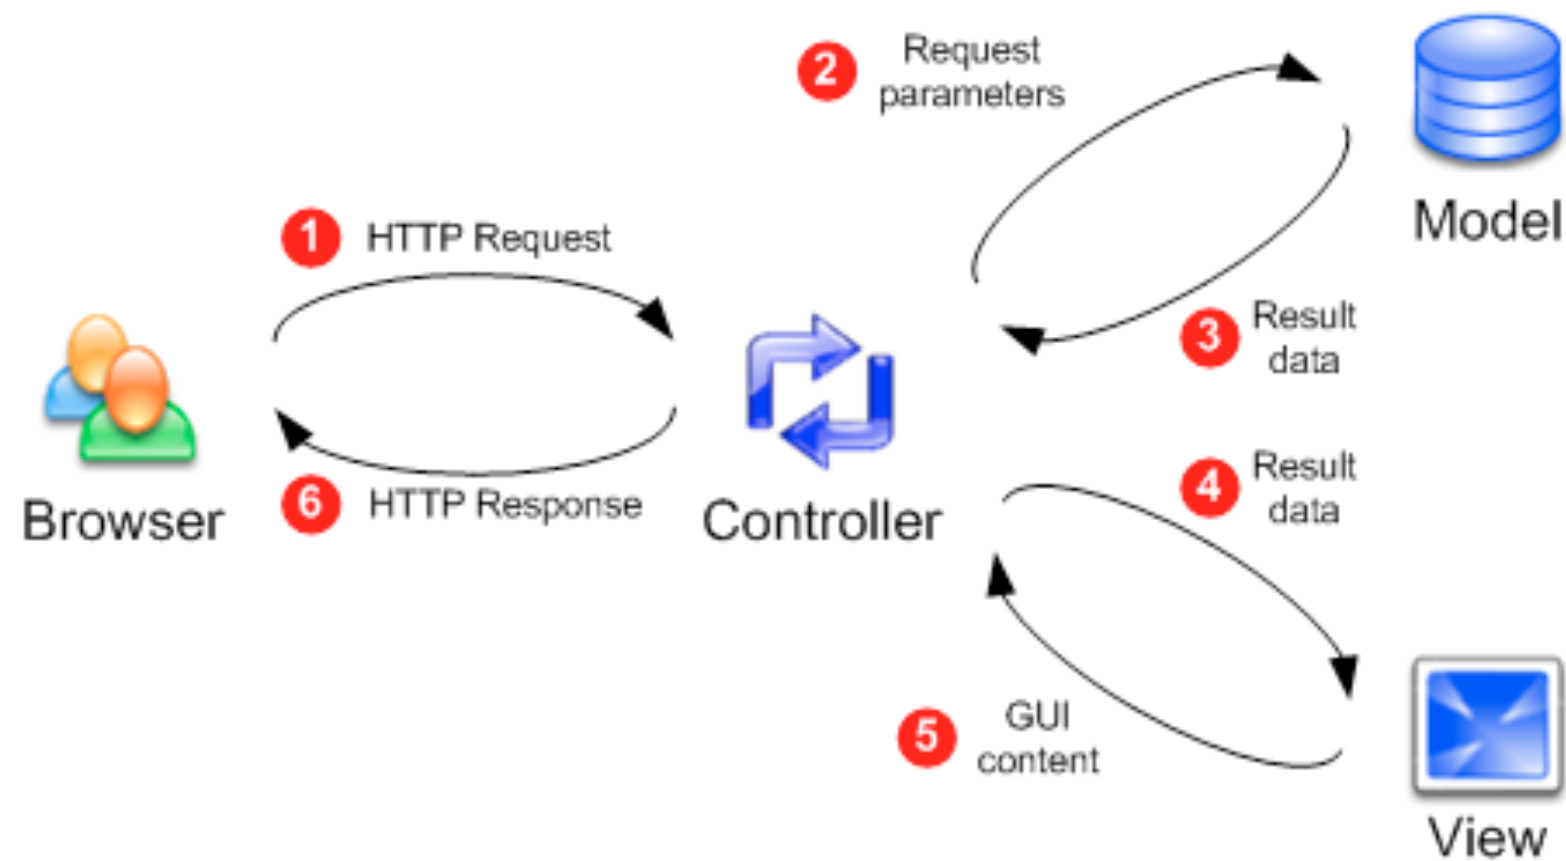 2
Request
parameters
Model
1
HTTP Request
3
Result
data
Browser
6
HTTP Response
Controller
4
Result
data
5
GUI
content
View